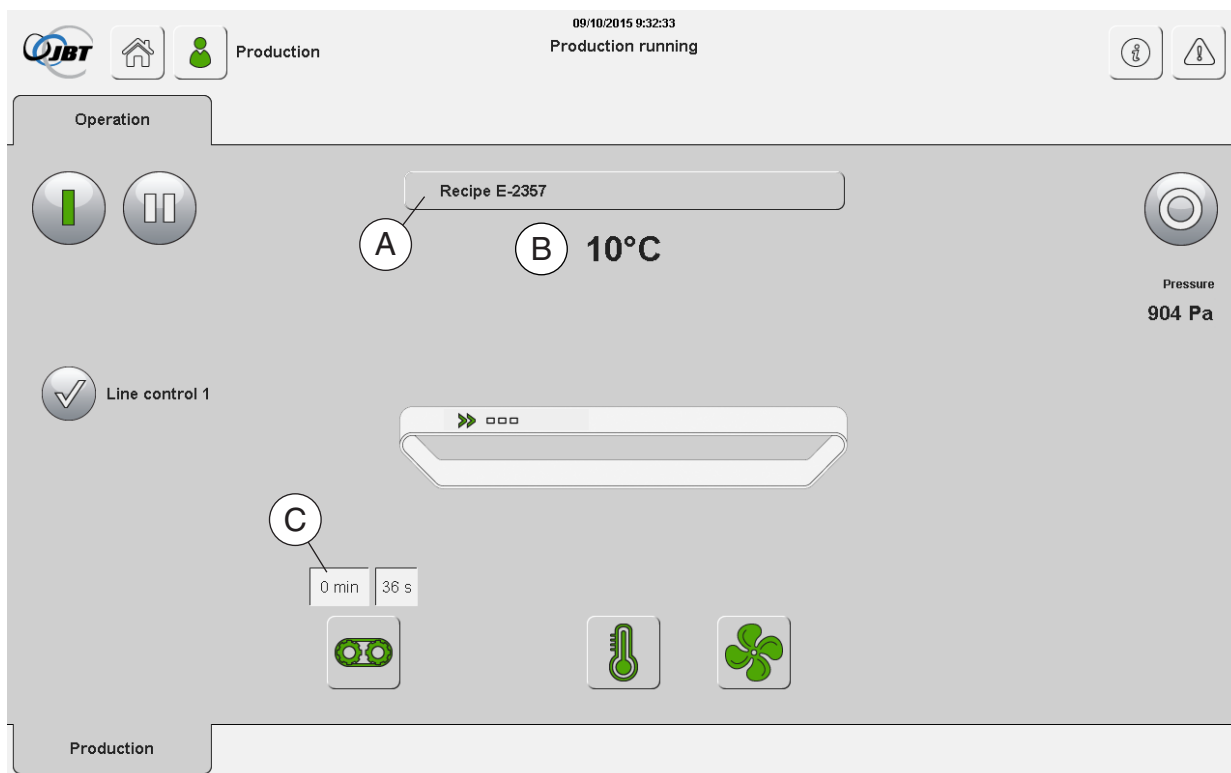 09/10/2015 9:32:33
JBT
Production
Production running
Operation
Recipe E-2357
A
B
10°C
Pressure
904 Pa
Line control 1
C
0 min
36 s
Production